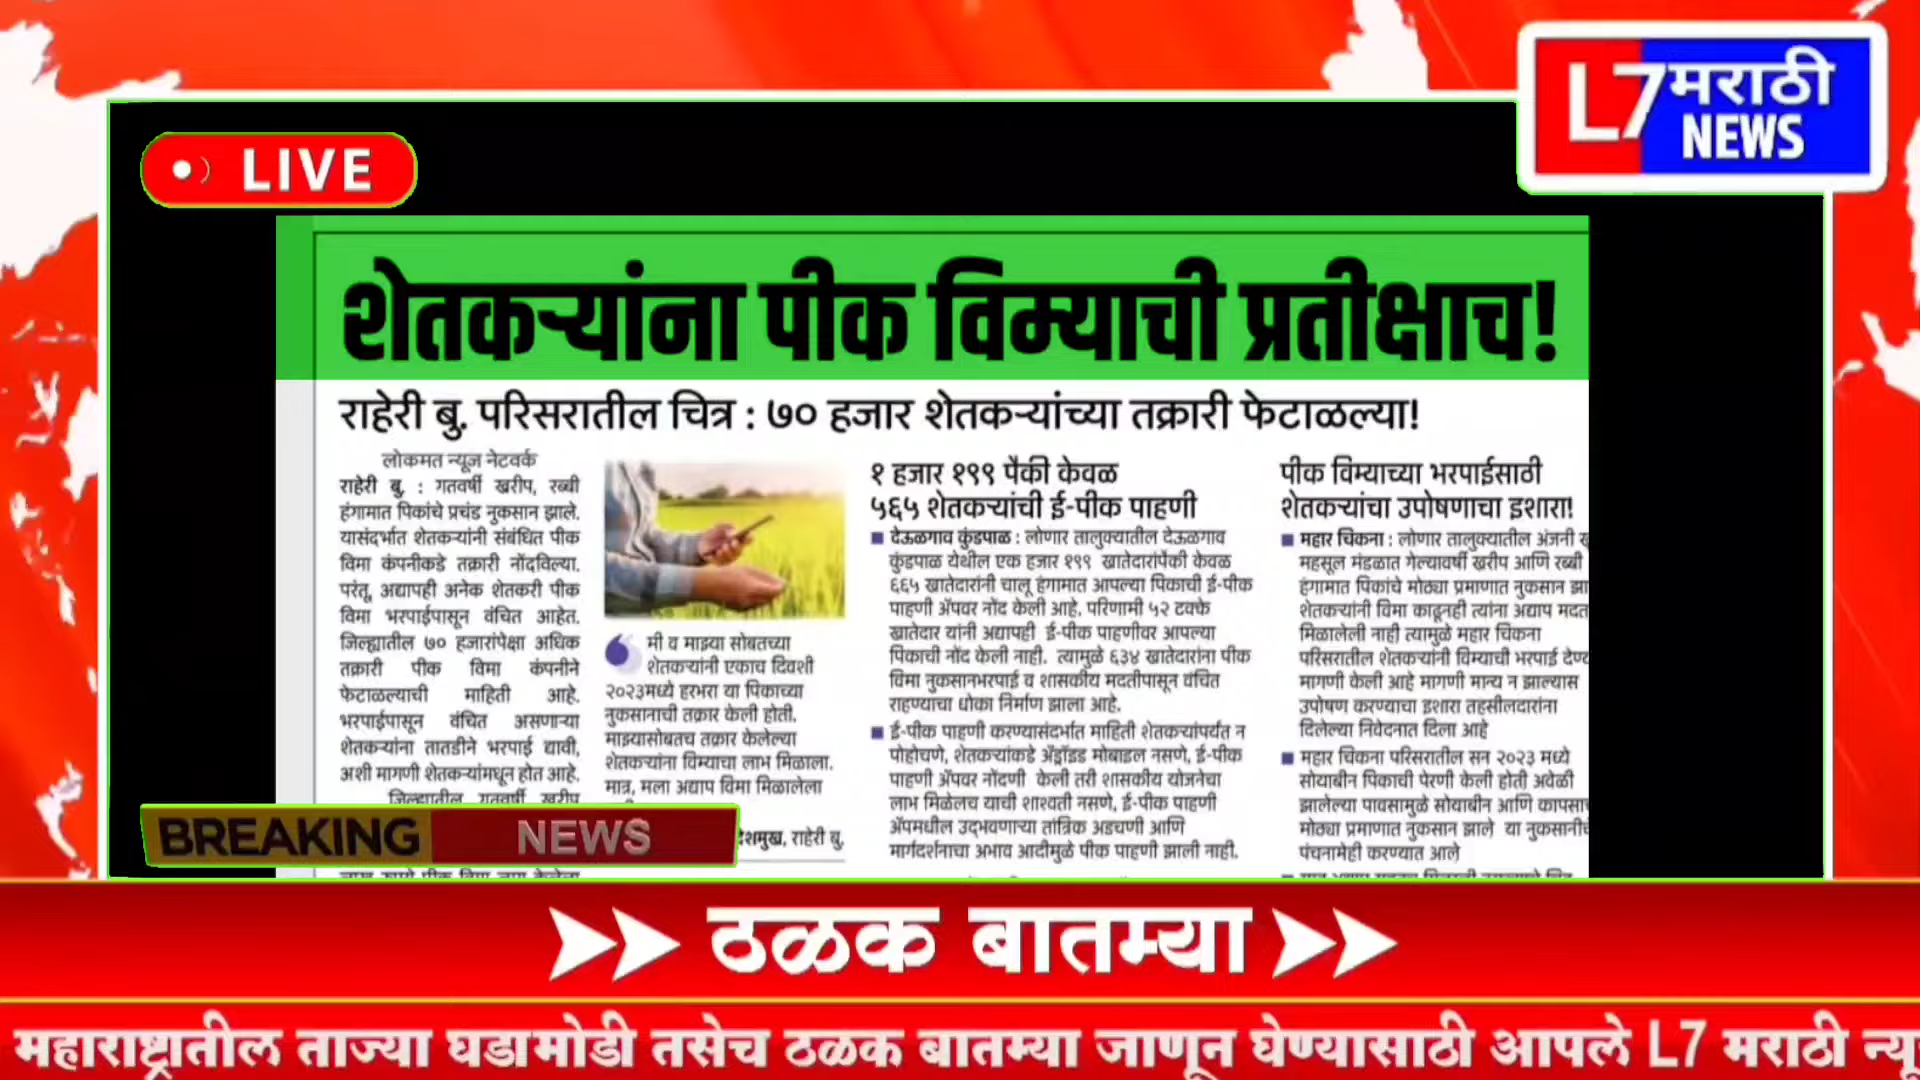 LIVE
L7मराठी
NEWS
शेतकऱ्यांना पीक विम्याची प्रतीक्षाच!
राहेरी बु. परिसरातील चित्र : ७० हजार शेतकऱ्यांच्या तक्रारी फेटाळल्या!
लोकमत न्यूज नेटवर्क
राहेरी बु. : गतवर्षी खरीप, रब्बी
हंगामात पिकांचे प्रचंड नुकसान झाले.
यासंदर्भात शेतकऱ्यांनी संबंधित पीक
विमा कंपनीकडे तक्रारी नोंदविल्या.
परंतू, अद्यापही अनेक शेतकरी पीक
विमा भरपाईपासून वंचित आहेत.
जिल्ह्यातील ७० हजारांपेक्षा अधिक
तक्रारी पीक विमा कंपनीने
फेटाळल्याची माहिती आहे.
भरपाईपासून वंचित असणाऱ्या
शेतकऱ्यांना तातडीने भरपाई द्यावी,
अशी मागणी शेतकऱ्यांमधून होत आहे.
जिल्ह्यातील गतवर्षी खरीप
मी व माझ्या सोबतच्या
शेतकऱ्यांनी एकाच दिवशी
२०२३मध्ये हरभरा या पिकाच्या
नुकसानाची तक्रार केली होती.
माझ्यासोबतच तक्रार केलेल्या
शेतकऱ्यांना विम्याचा लाभ मिळाला.
मात्र, मला अद्याप विमा मिळालेला
देशमुख, राहेरी बु.
१ हजार १९९ पैकी केवळ
५६५ शेतकऱ्यांची ई-पीक पाहणी
देऊळगाव कुंडपाळ : लोणार तालुक्यातील देऊळगाव
कुंडपाळ येथील एक हजार १९९ खातेदारांपैकी केवळ
६६५ खातेदारांनी चालू हंगामात आपल्या पिकाची ई-पीक
पाहणी ॲपवर नोंद केली आहे. परिणामी ५२ टक्के
खातेदार यांनी अद्यापही ई-पीक पाहणीवर आपल्या
पिकाची नोंद केली नाही. त्यामुळे ६३४ खातेदारांना पीक
विमा नुकसानभरपाई व शासकीय मदतीपासून वंचित
राहण्याचा धोका निर्माण झाला आहे.
ई-पीक पाहणी करण्यासंदर्भात माहिती शेतकऱ्यांपर्यंत न
पोहोचणे, शेतकऱ्यांकडे ॲंड्रॉइड मोबाइल नसणे, ई-पीक
पाहणी ॲपवर नोंदणी केली तरी शासकीय योजनेचा
लाभ मिळेलच याची शाश्वती नसणे, ई-पीक पाहणी
ॲपमधील उद्भवणाऱ्या तांत्रिक अडचणी आणि
मार्गदर्शनाचा अभाव आदीमुळे पीक पाहणी झाली नाही.
पीक विम्याच्या भरपाईसाठी
शेतकऱ्यांचा उपोषणाचा इशारा!
महार चिकना : लोणार तालुक्यातील अंजनी
महसूल मंडळात गेल्यावर्षी खरीप आणि रब्बी
हंगामात पिकांचे मोठ्या प्रमाणात नुकसान झा
शेतकऱ्यांनी विमा काढूनही त्यांना अद्याप मदत
मिळालेली नाही त्यामुळे महार चिकना
परिसरातील शेतकऱ्यांनी विम्याची भरपाई देण्
मागणी केली आहे मागणी मान्य न झाल्यास
उपोषण करण्याचा इशारा तहसीलदारांना
दिलेल्या निवेदनात दिला आहे
महार चिकना परिसरातील सन २०२३ मध्ये
सोयाबीन पिकाची पेरणी केली होती अवेळी
झालेल्या पावसामुळे सोयाबीन आणि कापसा
मोठ्या प्रमाणात नुकसान झाले या नुकसानीच
पंचनामेही करण्यात आले
BREAKING NEWS
ठळक बातम्या
महाराष्ट्रातील ताज्या घडामोडी तसेच ठळक बातम्या जाणून घेण्यासाठी आपले L7 मराठी न्यू